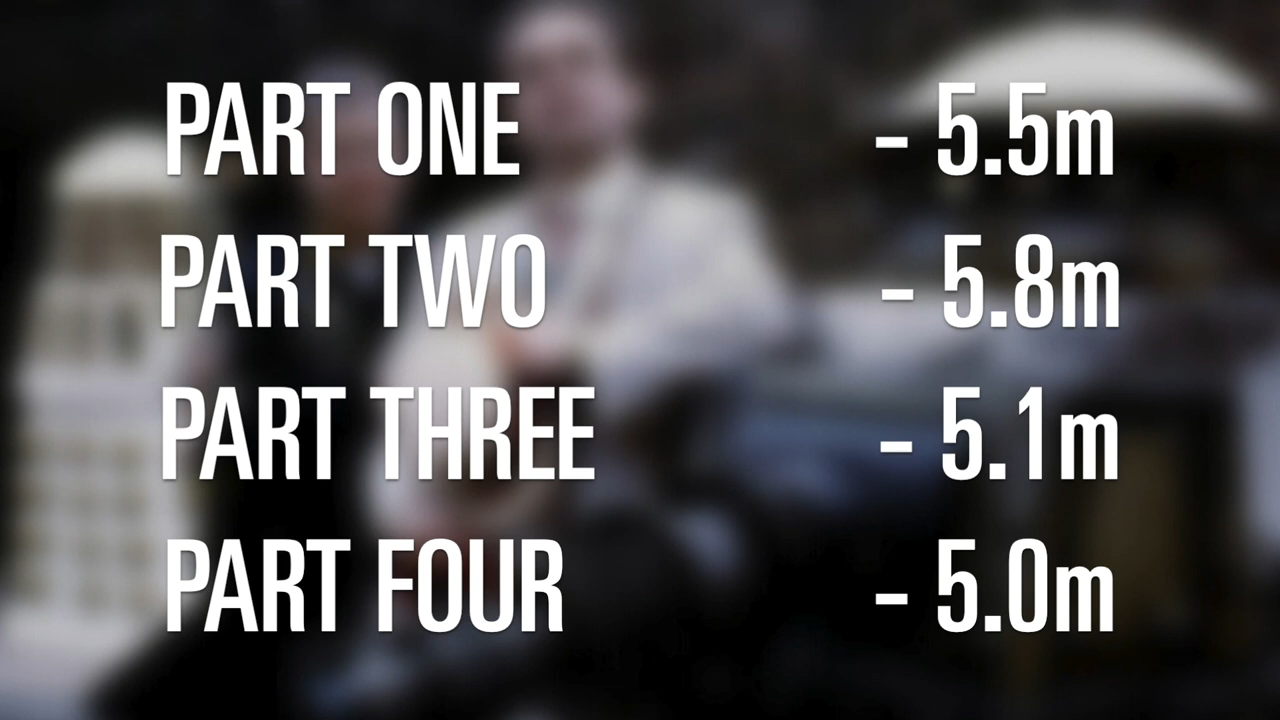 PART ONE - 5.5m
PART TWO - 5.8m
PART THREE - 5.1m
PART FOUR - 5.0m